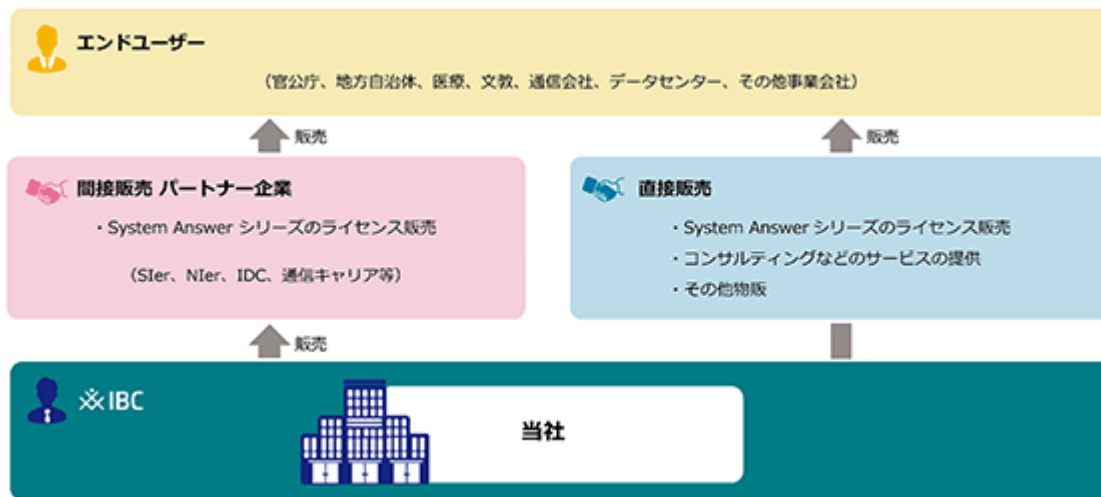 エンドユーザー
（官公庁、地方自治体、医療、文教、通信会社、データセンター、その他事業会社）
販売
販売
間接販売 パートナー企業
・System Answer シリーズのライセンス販売
（SIer、NIer、IDC、通信キャリア等）
直接販売
・System Answer シリーズのライセンス販売
・コンサルティングなどのサービスの提供
・その他物販
販売
IBC
当社